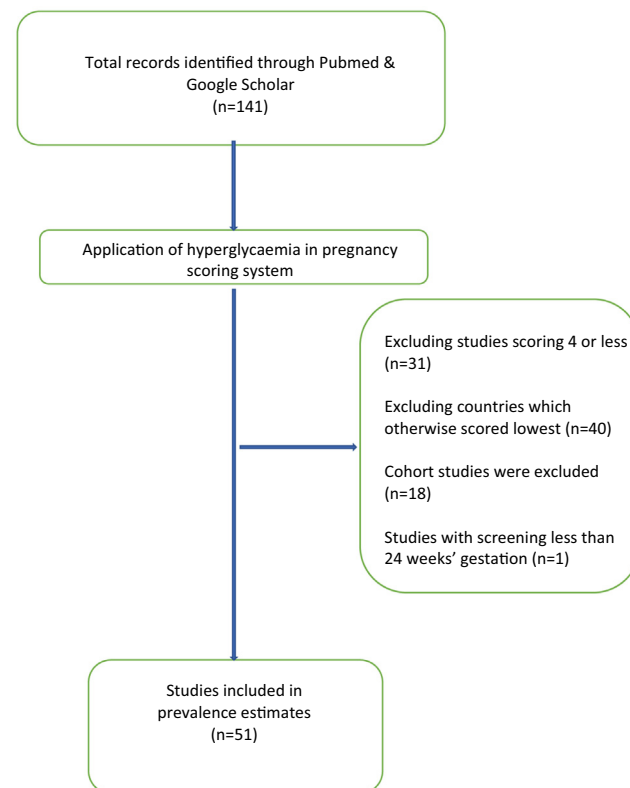 Total records identified through Pubmed &
Google Scholar
(n=141)
Application of hyperglycaemia in pregnancy
scoring system
Excluding studies scoring 4 or less
(n=31)
Excluding countries which
otherwise scored lowest (n=40)
Cohort studies were excluded
(n=18)
Studies with screening less than
24 weeks’ gestation (n=1)
Studies included in
prevalence estimates
(n=51)